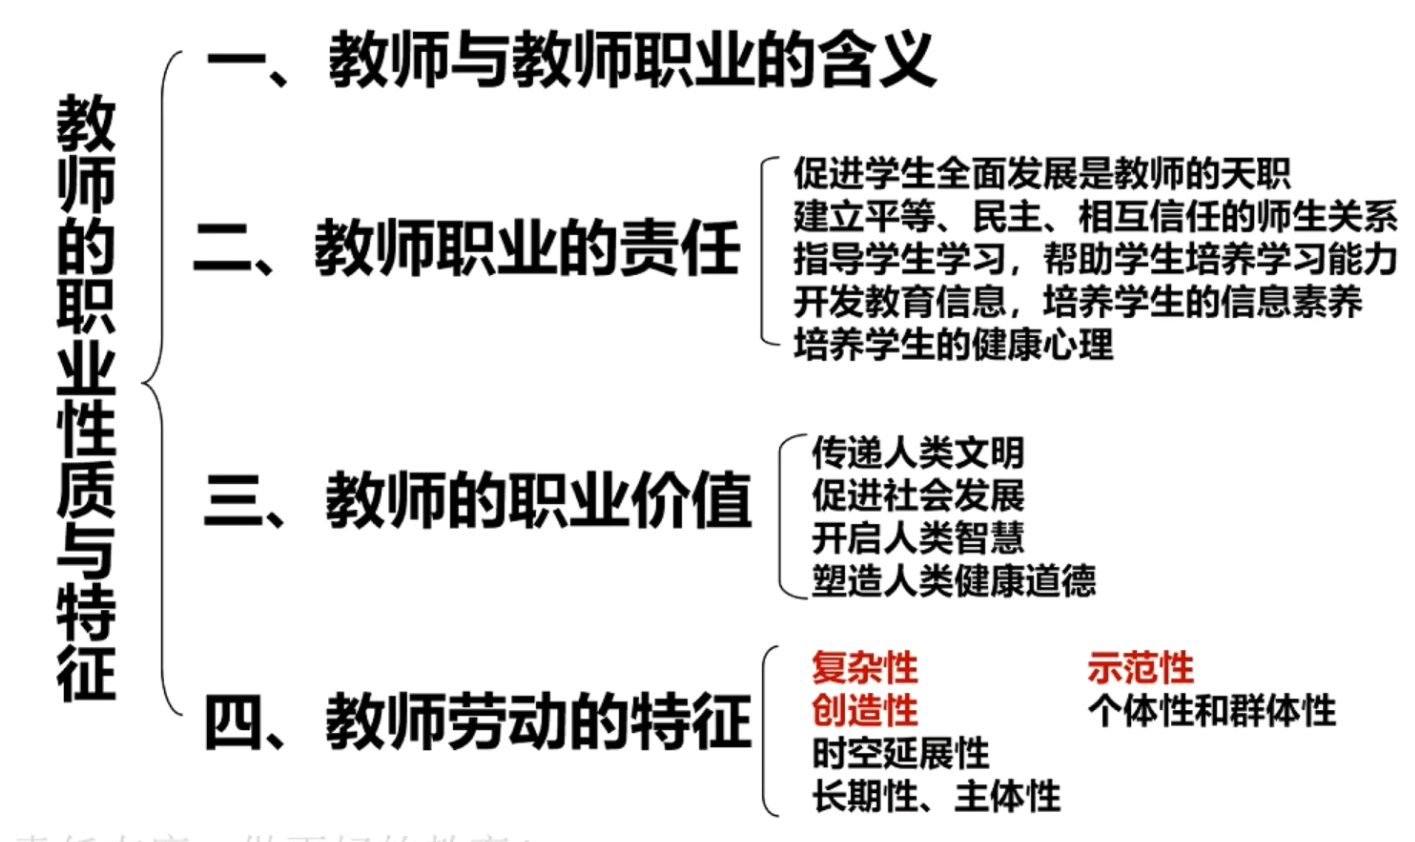 教师的职业性质与特征
一、教师与教师职业的含义
二、教师职业的责任
促进学生全面发展是教师的天职
建立平等、民主、相互信任的师生关系
指导学生学习，帮助学生培养学习能力
开发教育信息，培养学生的信息素养
培养学生的健康心理
三、教师的职业价值
传递人类文明
促进社会发展
开启人类智慧
塑造人类健康道德
四、教师劳动的特征
复杂性 示范性
创造性 个体性和群体性
时空延展性
长期性、主体性